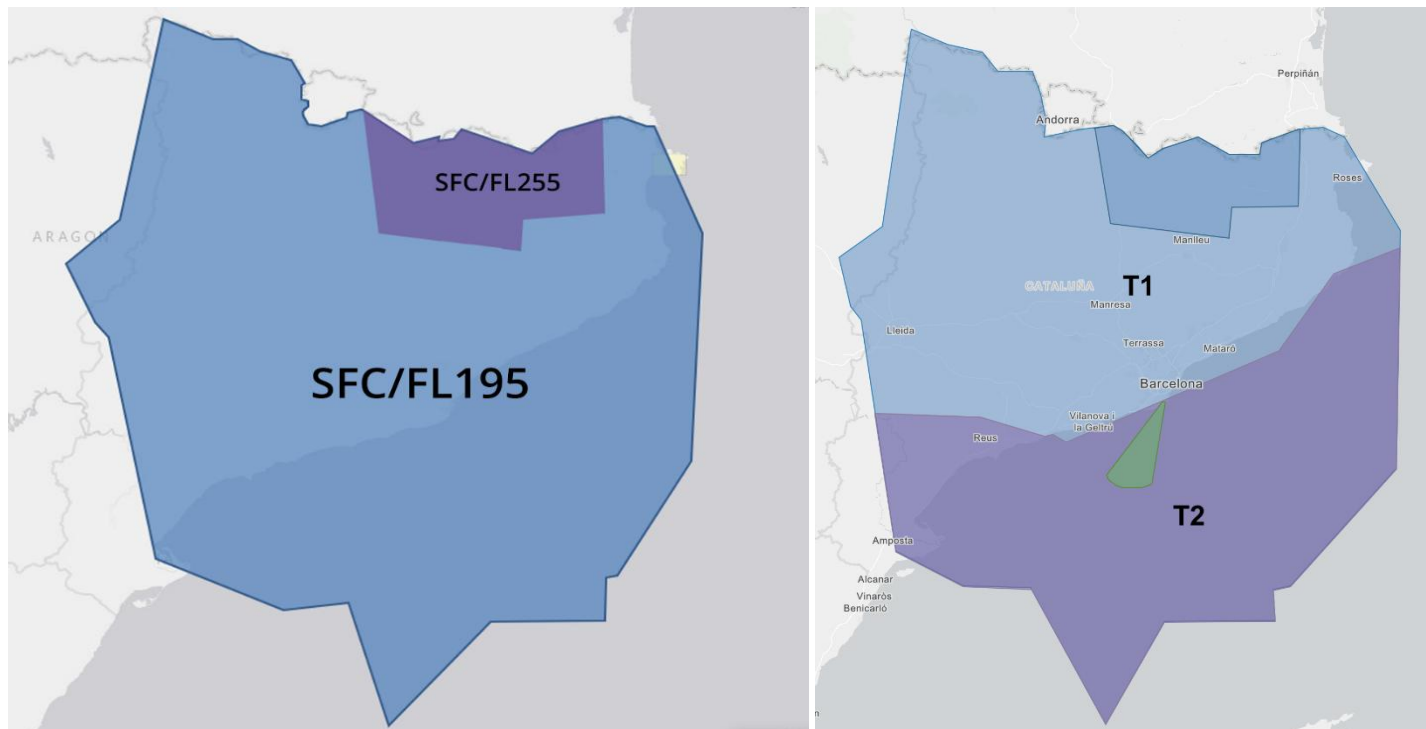 SFC/FL255
ARAGON
SFC/FL195
Perpiñán
Andorra
Roses
Manlleu
T1
CATALUÑA
Manresa
Lleida
Terrassa
Mataró
Barcelona
Vilanova i
la Geltrú
Reus
T2
Amposta
Alcanar
Vinaròs
Benicarló
n